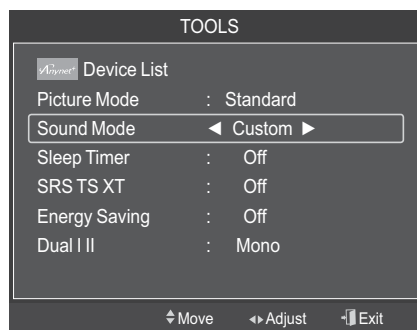 TOOLS
Anynet+ Device List
Picture Mode : Standard
Sound Mode ◄ Custom ►
Sleep Timer : Off
SRS TS XT : Off
Energy Saving : Off
Dual I II : Mono
Move Adjust Exit